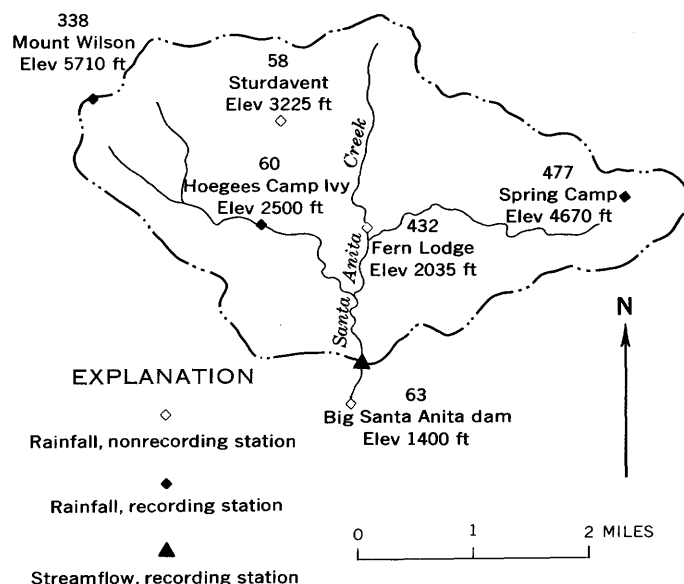 338
Mount Wilson
Elev 5710 ft
58
Sturdavent
Elev 3225 ft
Creek
60
Hoegees Camp Ivy
Elev 2500 ft
477
Spring Camp
Elev 4670 ft
432
Fern Lodge
Elev 2035 ft
Santa Anita
N
EXPLANATION
63
Big Santa Anita dam
Elev 1400 ft
Rainfall, nonrecording station
Rainfall, recording station
Streamflow, recording station
0 1 2 MILES